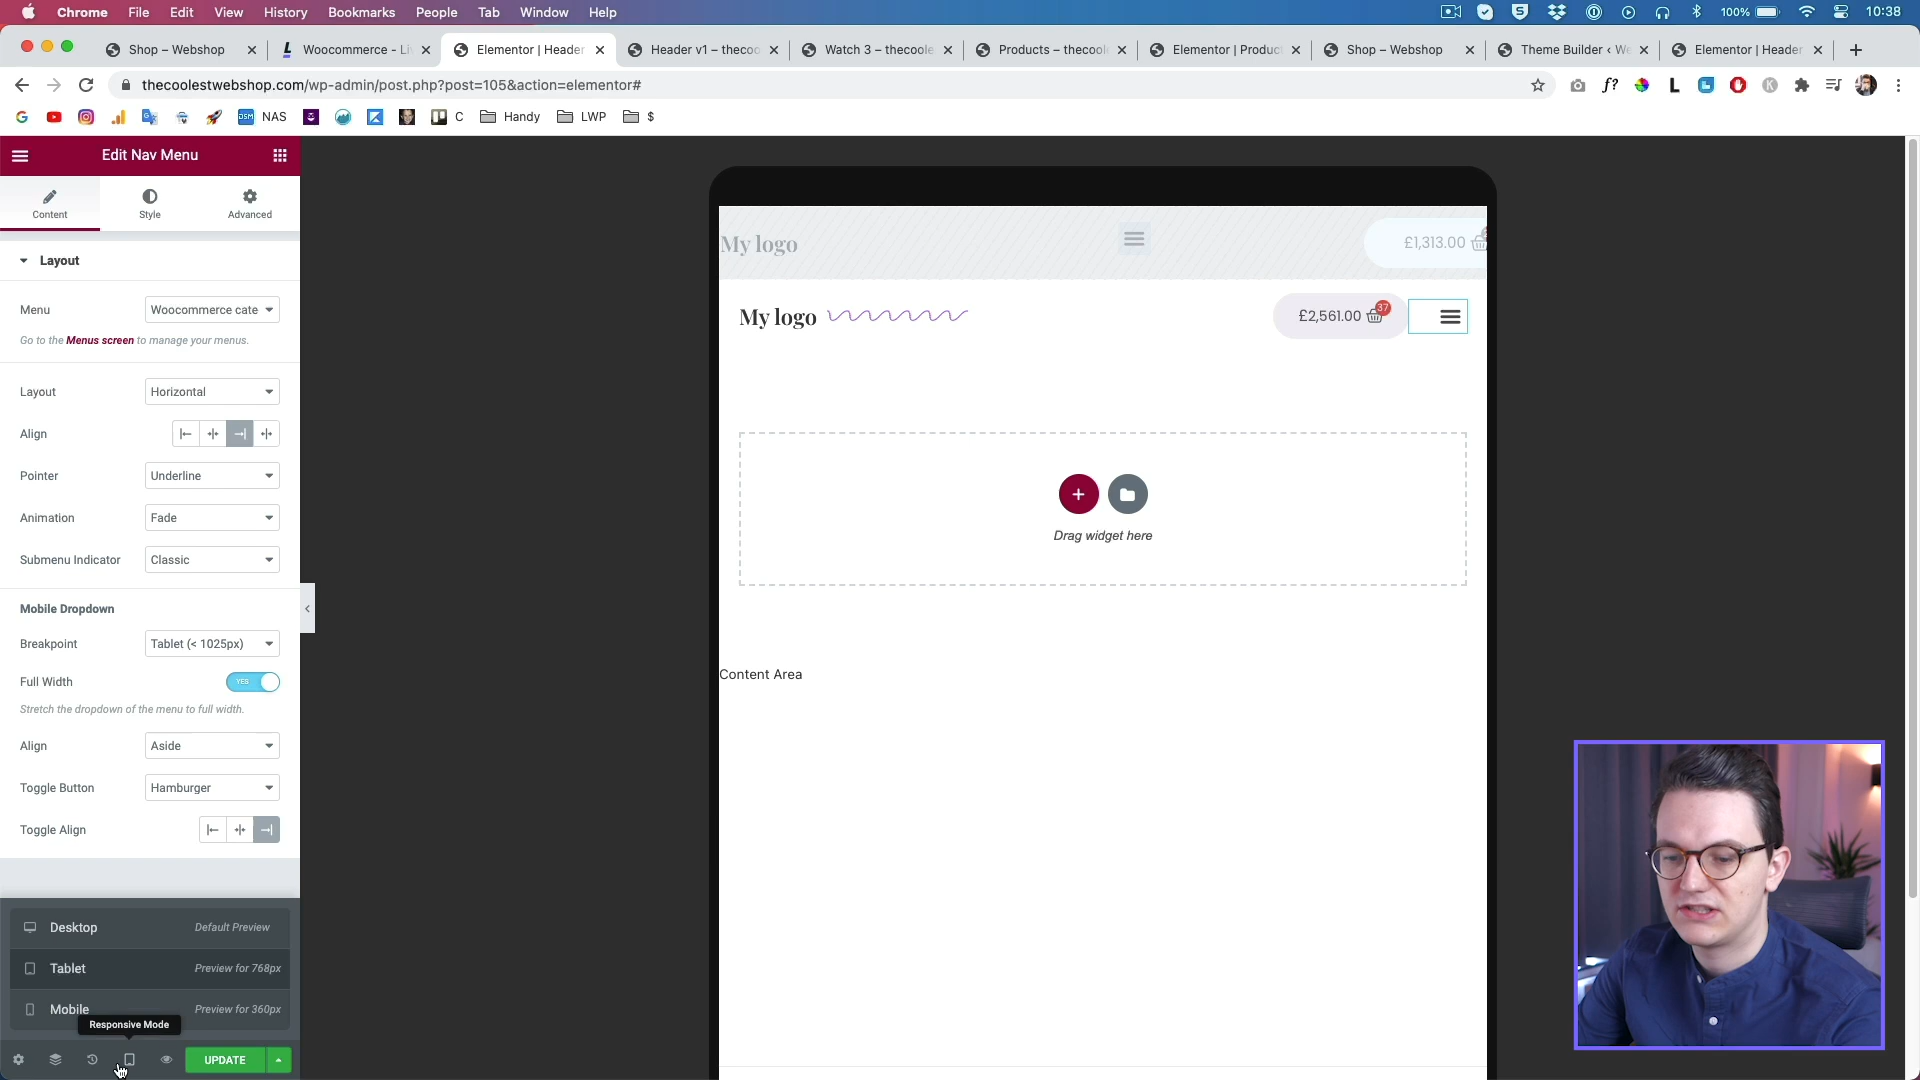 Chrome File Edit View History Bookmarks People Tab Window Help 100% 10:38
Shop – Webshop Woocommerce - Li Elementor | Header Header v1 – thecoo Watch 3 – thecoole Products – thecool Elementor | Produc Shop – Webshop Theme Builder ‹ We Elementor | Header
thecoolestwebshop.com/wp-admin/post.php?post=105&action=elementor#
NAS C Handy LWP $
Edit Nav Menu
Content Style Advanced
Layout
Menu Woocommerce cate
Go to the Menus screen to manage your menus.
Layout Horizontal
Align
Pointer Underline
Animation Fade
Submenu Indicator Classic
Mobile Dropdown
Breakpoint Tablet (< 1025px)
Full Width YES
Stretch the dropdown of the menu to full width.
Align Aside
Toggle Button Hamburger
Toggle Align
Desktop Default Preview
Tablet Preview for 768px
Mobile Preview for 360px
Responsive Mode
UPDATE
My logo £1,313.00
My logo £2,561.00 37
Drag widget here
Content Area